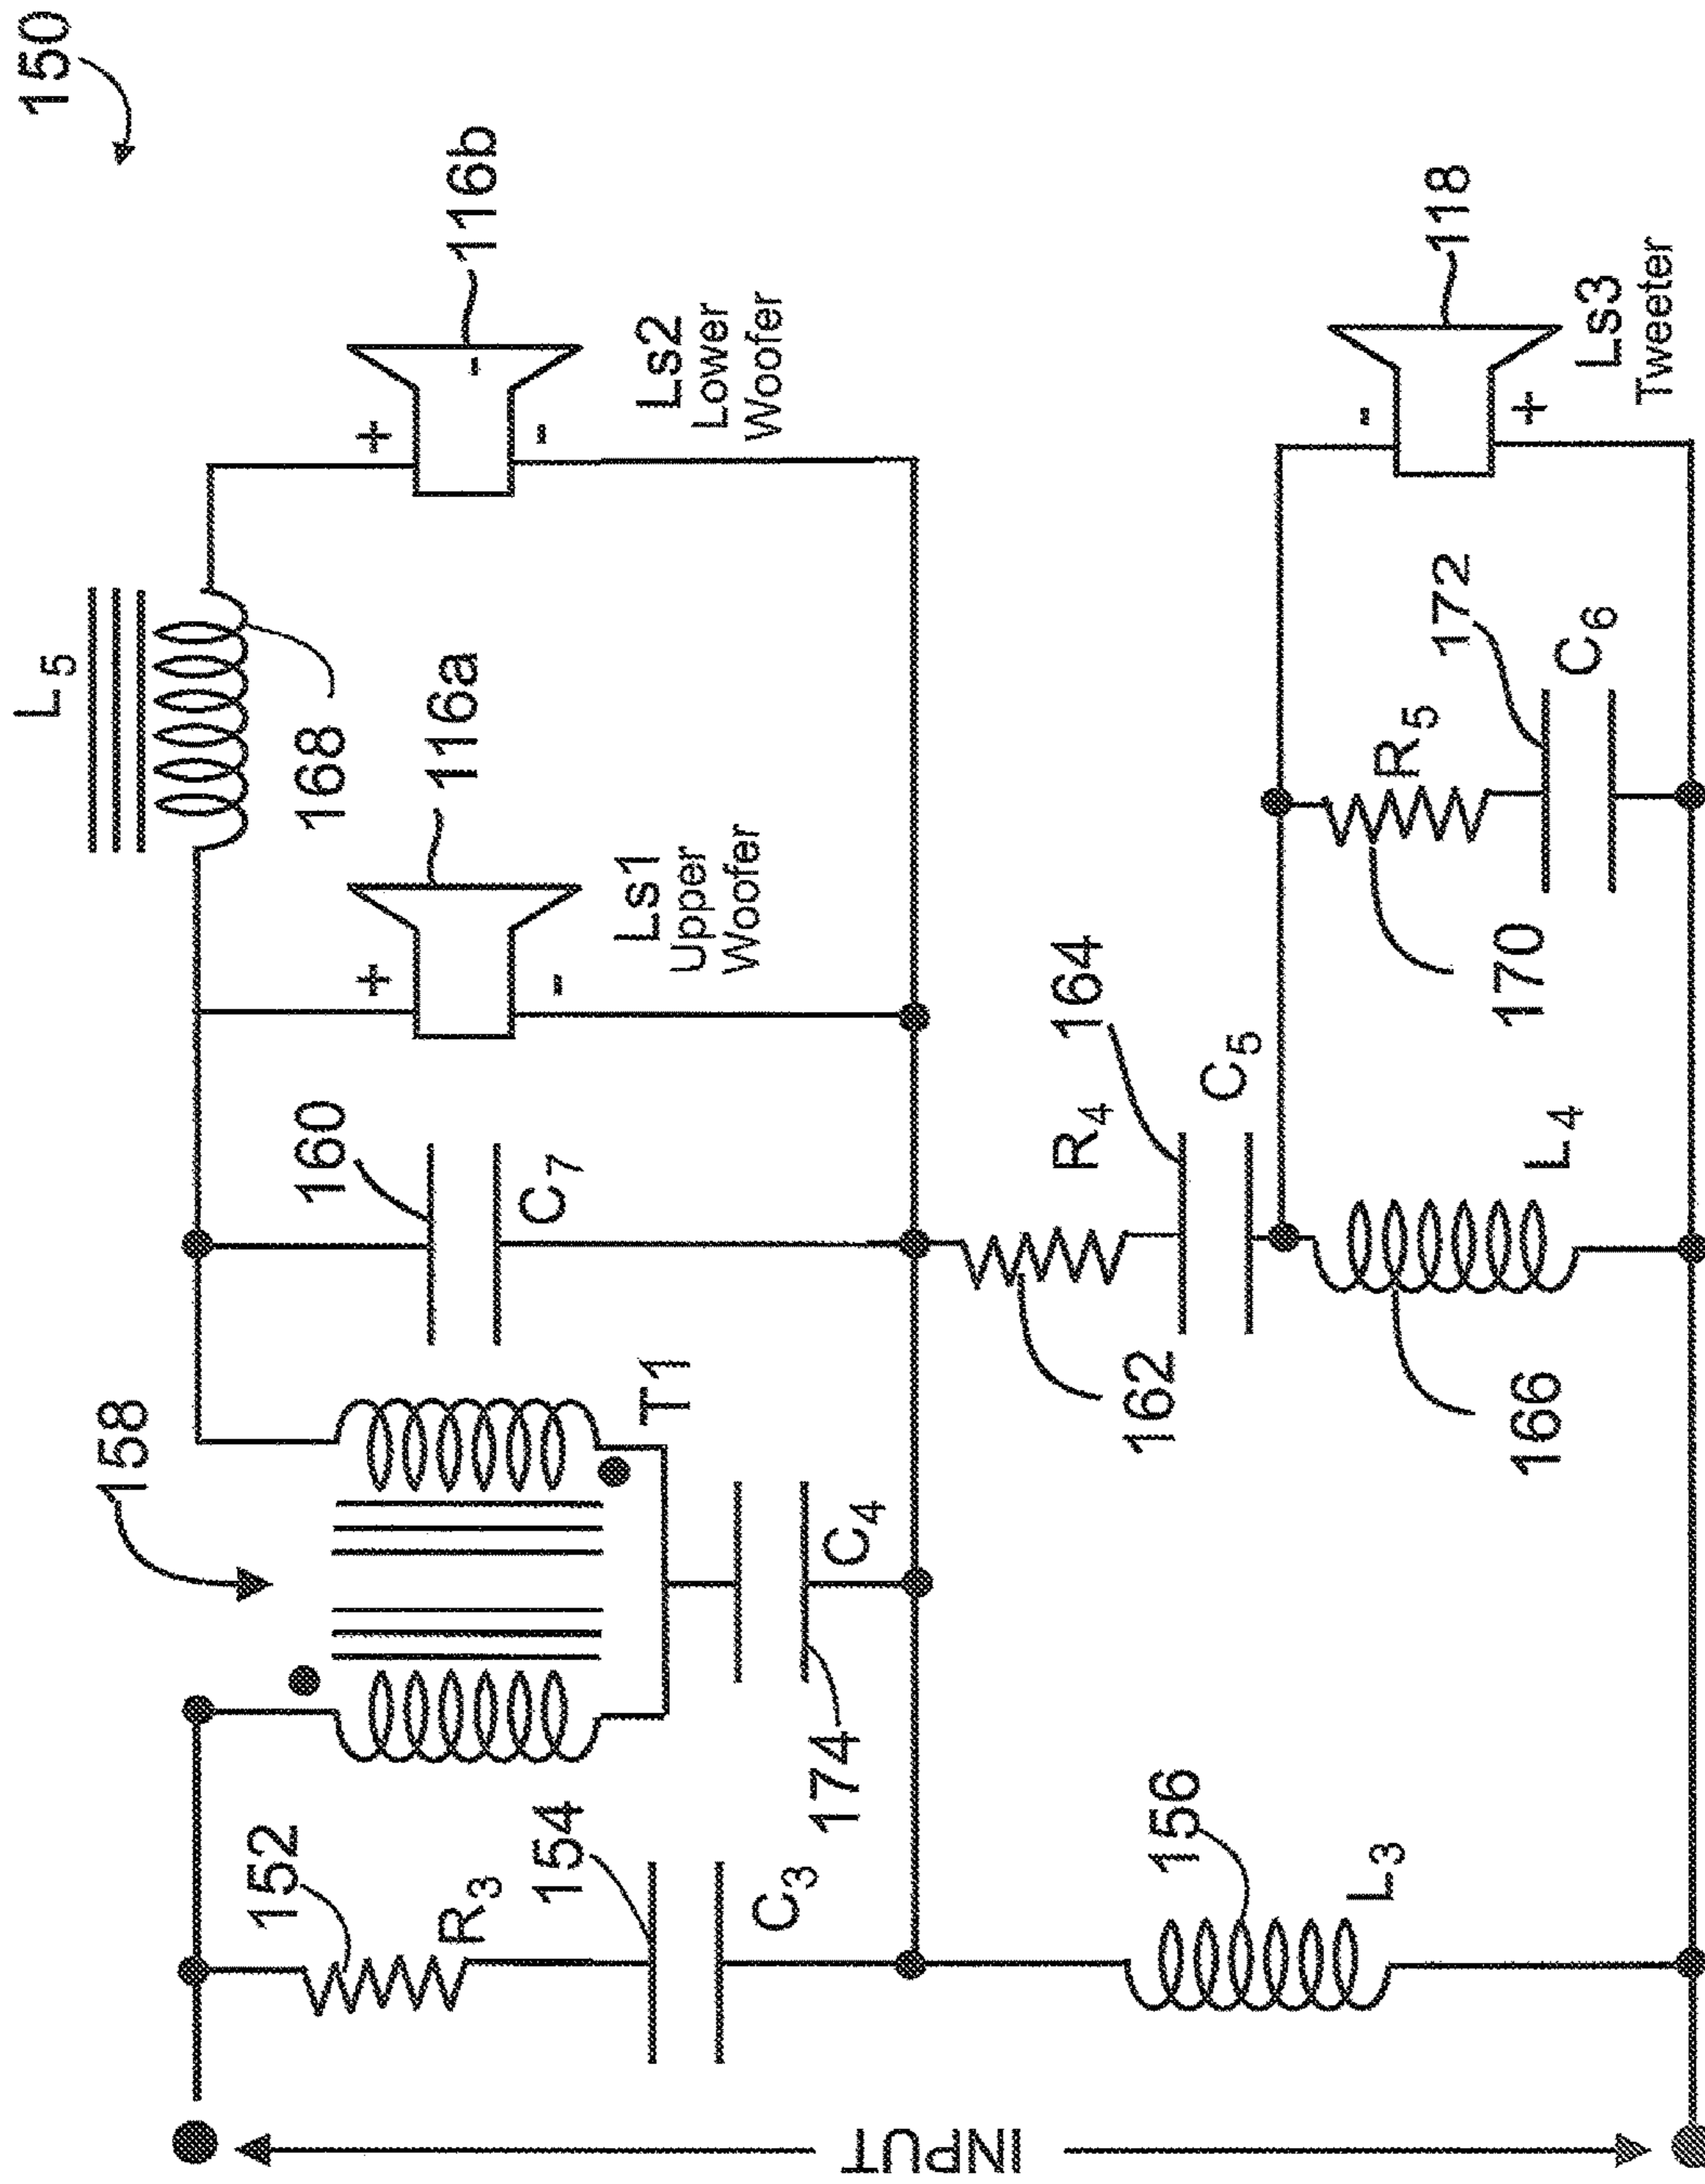 150
L5
168
116a
116b
Ls2
Lower
Woofer
Ls1
Upper
Woofer
+
-
+
-
-
158
T1
160
C7
152
R3
154
C3
174
C4
INPUT
156
L3
162
R4
164
C5
166
L4
170
R5
172
C6
-
+
118
Ls3
Tweeter